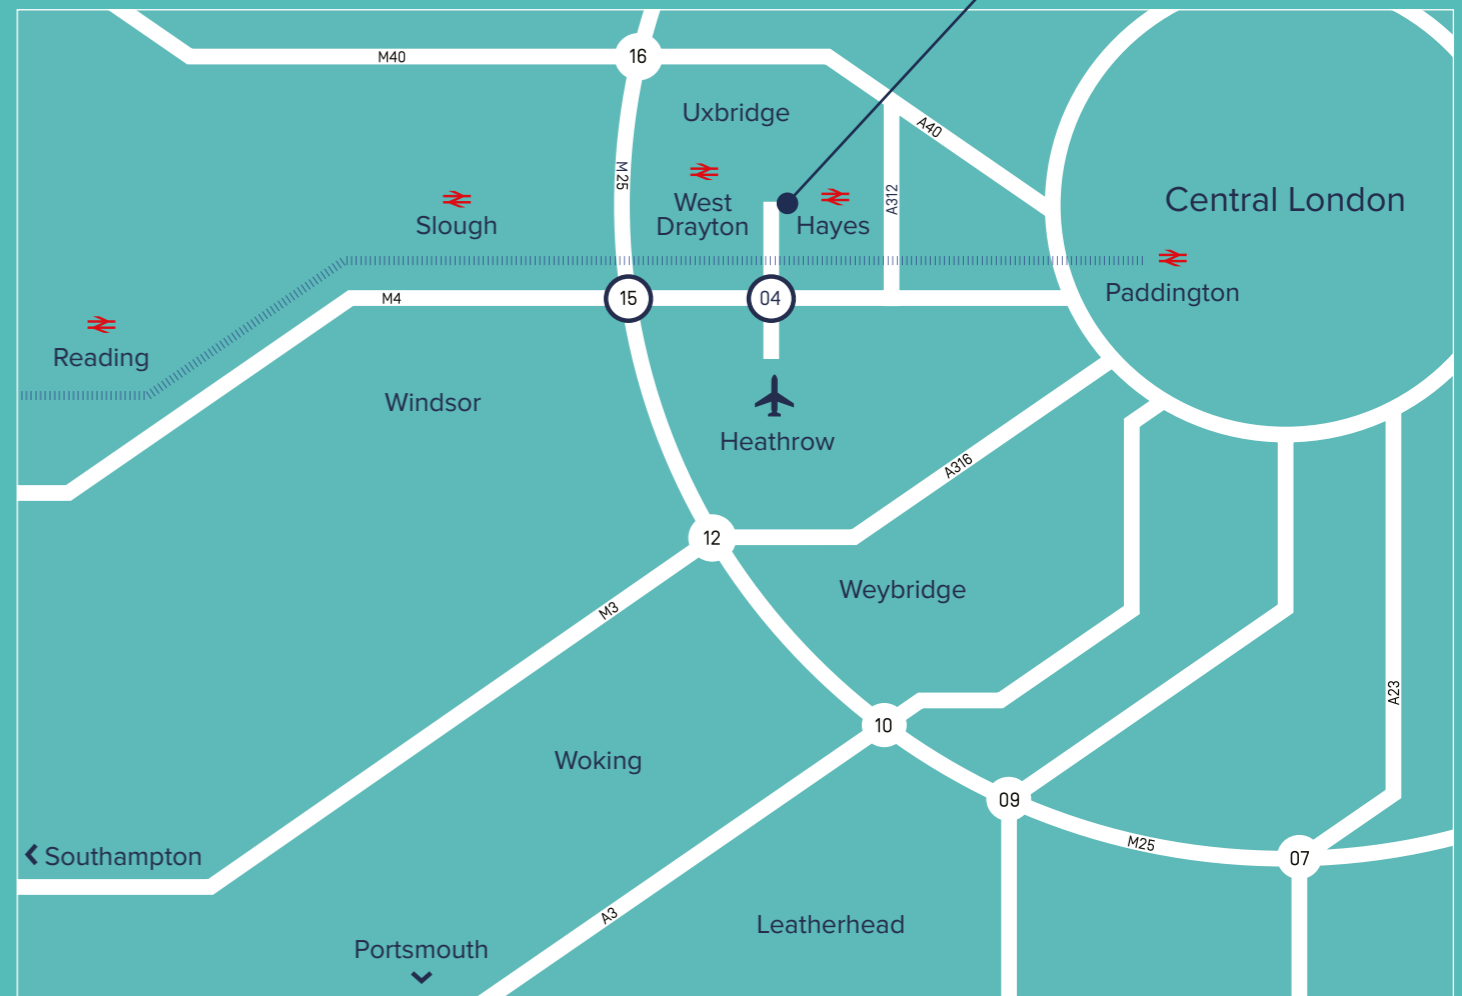 M40
16
Uxbridge
A40
M25
A312
West
Drayton
Hayes
Slough
Central London
Paddington
M4
15
04
Reading
Windsor
Heathrow
A316
12
Weybridge
M3
A23
10
Woking
09
M25
07
Southampton
A3
Leatherhead
Portsmouth